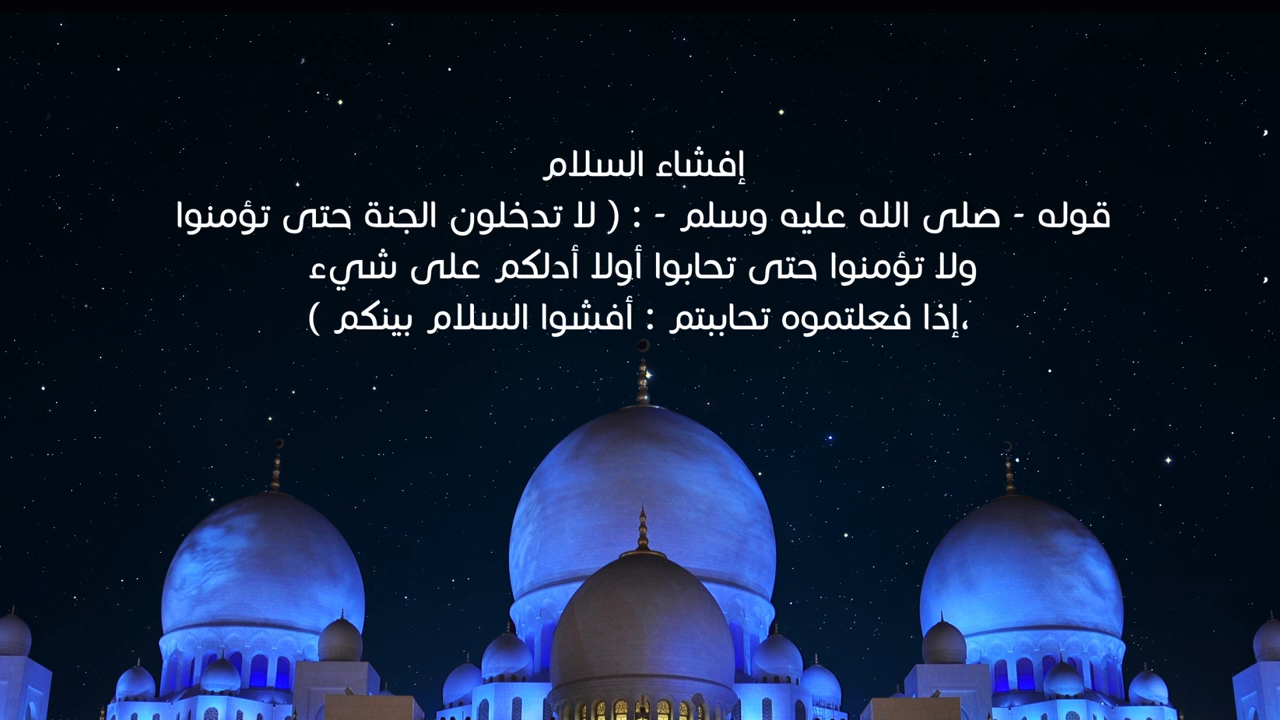 إفشاء السلام
قوله - صلى الله عليه وسلم - : ( لا تدخلون الجنة حتى تؤمنوا
ولا تؤمنوا حتى تحابوا أولا أدلكم على شيء
،إذا فعلتموه تحاببتم : أفشوا السلام بينكم )